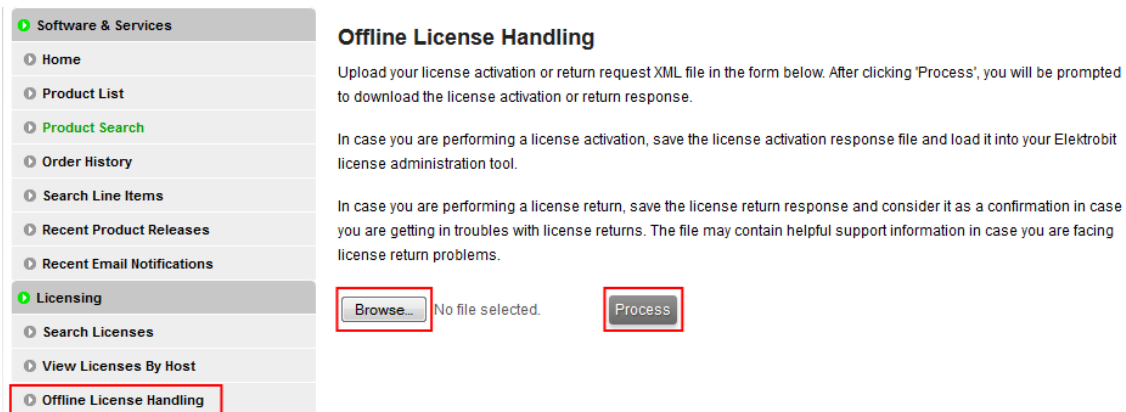 Software & Services
Home
Product List
Product Search
Order History
Search Line Items
Recent Product Releases
Recent Email Notifications
Licensing
Search Licenses
View Licenses By Host
Offline License Handling
Offline License Handling
Upload your license activation or return request XML file in the form below. After clicking 'Process', you will be prompted
to download the license activation or return response.
In case you are performing a license activation, save the license activation response file and load it into your Elektrobit
license administration tool.
In case you are performing a license return, save the license return response and consider it as a confirmation in case
you are getting in troubles with license returns. The file may contain helpful support information in case you are facing
license return problems.
Browse... No file selected. Process